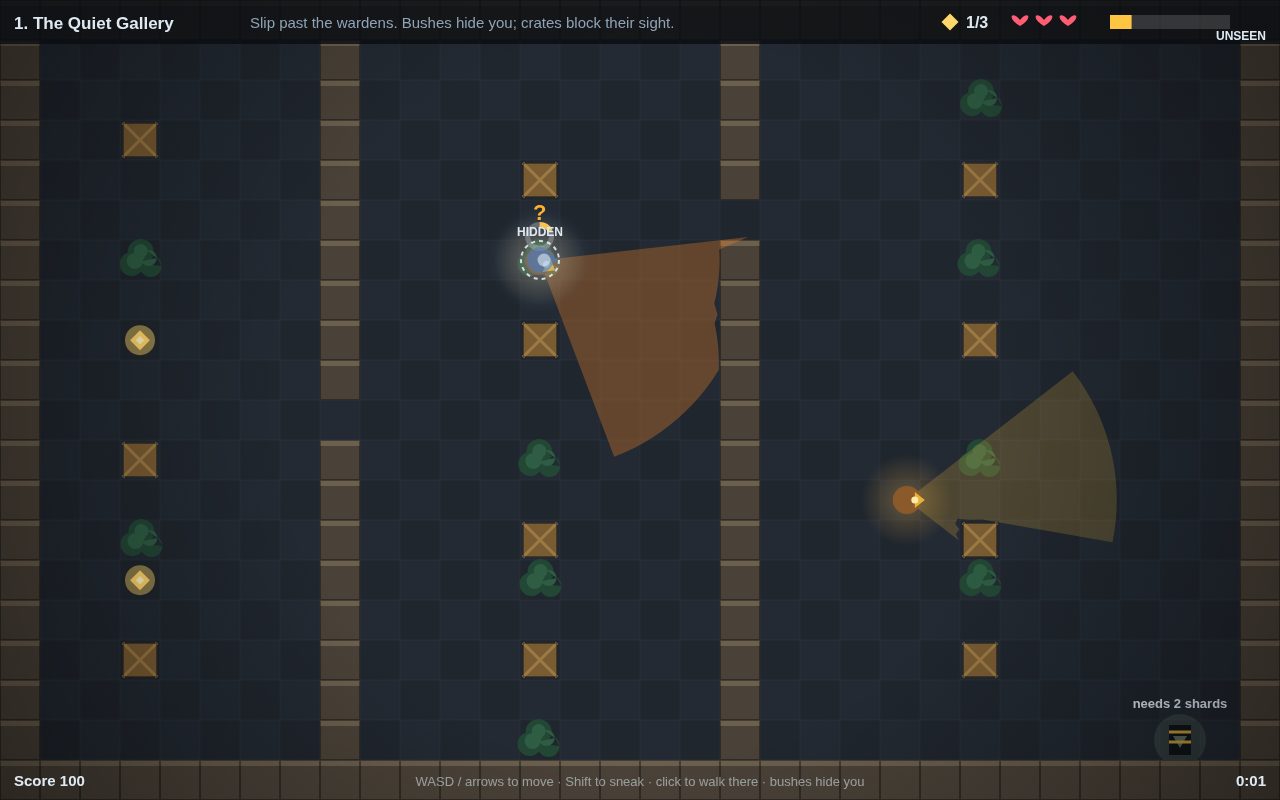 1. The Quiet Gallery
Slip past the wardens. Bushes hide you; crates block their sight.
1/3
UNSEEN
?
HIDDEN
needs 2 shards
Score 100
WASD / arrows to move · Shift to sneak · click to walk there · bushes hide you
0:01